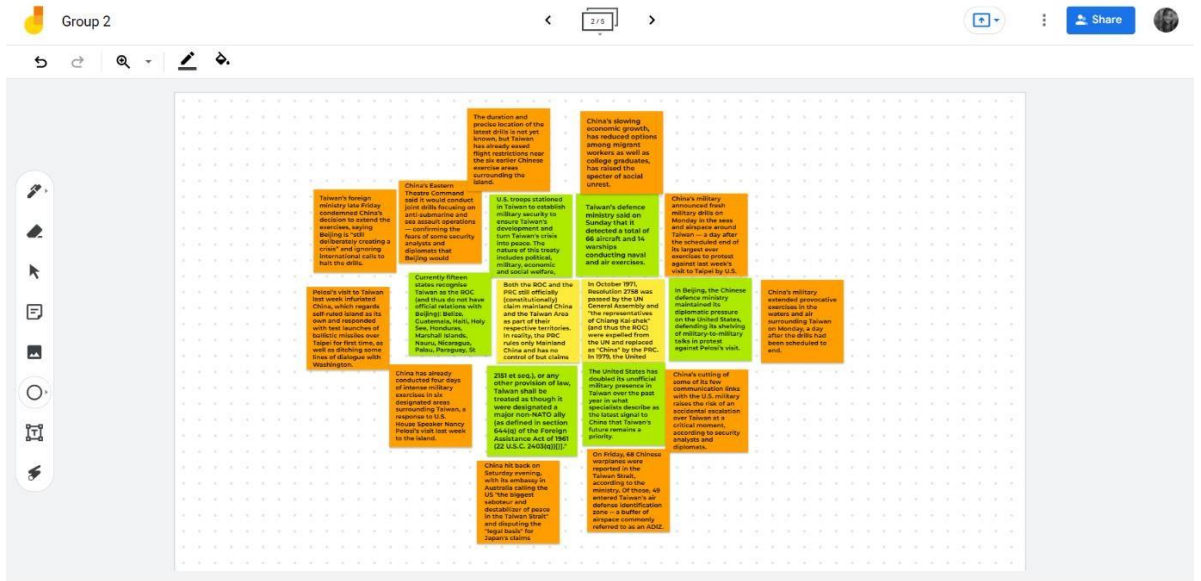 Group 2
2 / 5
Share
The duration and
precise location of the
latest drills is not yet
known, but Taiwan
has already eased
flight restrictions near
the six earlier Chinese
exercise areas
surrounding the
island.
China's slowing
economic growth,
has reduced options
among migrant
workers as well as
college graduates,
has raised the
specter of social
unrest.
Taiwan's foreign
ministry late Friday
condemned China's
decision to extend the
exercises, saying
Beijing is "still
deliberately creating a
crisis" and ignoring
international calls to
halt the drills.
China's Eastern
Theatre Command
said it would conduct
joint drills focusing on
anti-submarine and
sea assault operations
— confirming the
fears of some security
analysts and
diplomats that
Beijing would
U.S. troops stationed
in Taiwan to establish
military security to
ensure Taiwan's
development and
turn Taiwan's crisis
into peace. The
nature of this treaty
includes political,
military, economic
and social welfare,
Taiwan's defence
ministry said on
Sunday that it
detected a total of
66 aircraft and 14
warships
conducting naval
and air exercises.
China's military
announced fresh
military drills on
Monday in the seas
and airspace around
Taiwan — a day after
the scheduled end of
its largest ever
exercises to protest
against last week's
visit to Taipei by U.S.
Pelosi's visit to Taiwan
last week infuriated
China, which regards
self-ruled island as its
own and responded
with test launches of
ballistic missiles over
Taipei for first time, as
well as ditching some
lines of dialogue with
Washington.
Currently fifteen
states recognise
Taiwan as the ROC
(and thus do not have
official relations with
Beijing): Belize,
Guatemala, Haiti, Holy
See, Honduras,
Marshall Islands,
Nauru, Nicaragua,
Palau, Paraguay, St
Both the ROC and the
PRC still officially
(constitutionally)
claim mainland China
and the Taiwan Area
as part of their
respective territories.
In reality, the PRC
rules only Mainland
China and has no
control of but claims
In October 1971,
Resolution 2758 was
passed by the UN
General Assembly and
"the representatives
of Chiang Kai-shek"
(and thus the ROC)
were expelled from
the UN and replaced
as "China" by the PRC.
In 1979, the United
In Beijing, the Chinese
defence ministry
maintained its
diplomatic pressure
on the United States,
defending its shelving
of military-to-military
talks in protest
against Pelosi's visit.
China's military
extended provocative
exercises in the
waters and air
surrounding Taiwan
on Monday, a day
after the drills had
been scheduled to
end.
China has already
conducted four days
of intense military
exercises in six
designated areas
surrounding Taiwan, a
response to U.S.
House Speaker Nancy
Pelosi's visit last week
to the island.
2151 et seq.), or any
other provision of law,
Taiwan shall be
treated as though it
were designated a
major non-NATO ally
(as defined in section
644(q) of the Foreign
Assistance Act of 1961
(22 U.S.C. 2403(q))[)]."
The United States has
doubled its unofficial
military presence in
Taiwan over the past
year in what
specialists describe as
the latest signal to
China that Taiwan's
future remains a
priority.
China's cutting of
some of its few
communication links
with the U.S. military
raises the risk of an
accidental escalation
over Taiwan at a
critical moment,
according to security
analysts and
diplomats.
China hit back on
Saturday evening,
with its embassy in
Australia calling the
US "the biggest
saboteur and
destabilizer of peace
in the Taiwan Strait"
and disputing the
"legal basis" for
Japan's claims
On Friday, 68 Chinese
warplanes were
reported in the
Taiwan Strait,
according to the
ministry. Of those, 49
entered Taiwan's air
defense identification
zone — a buffer of
airspace commonly
referred to as an ADIZ.